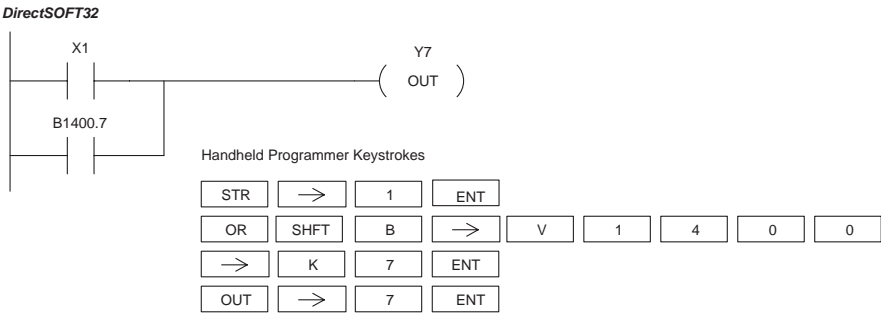 DirectSOFT32
X1
Y7
OUT
B1400.7
Handheld Programmer Keystrokes
STR → 1 ENT
OR SHFT B → V 1 4 0 0
→ K 7 ENT
OUT → 7 ENT